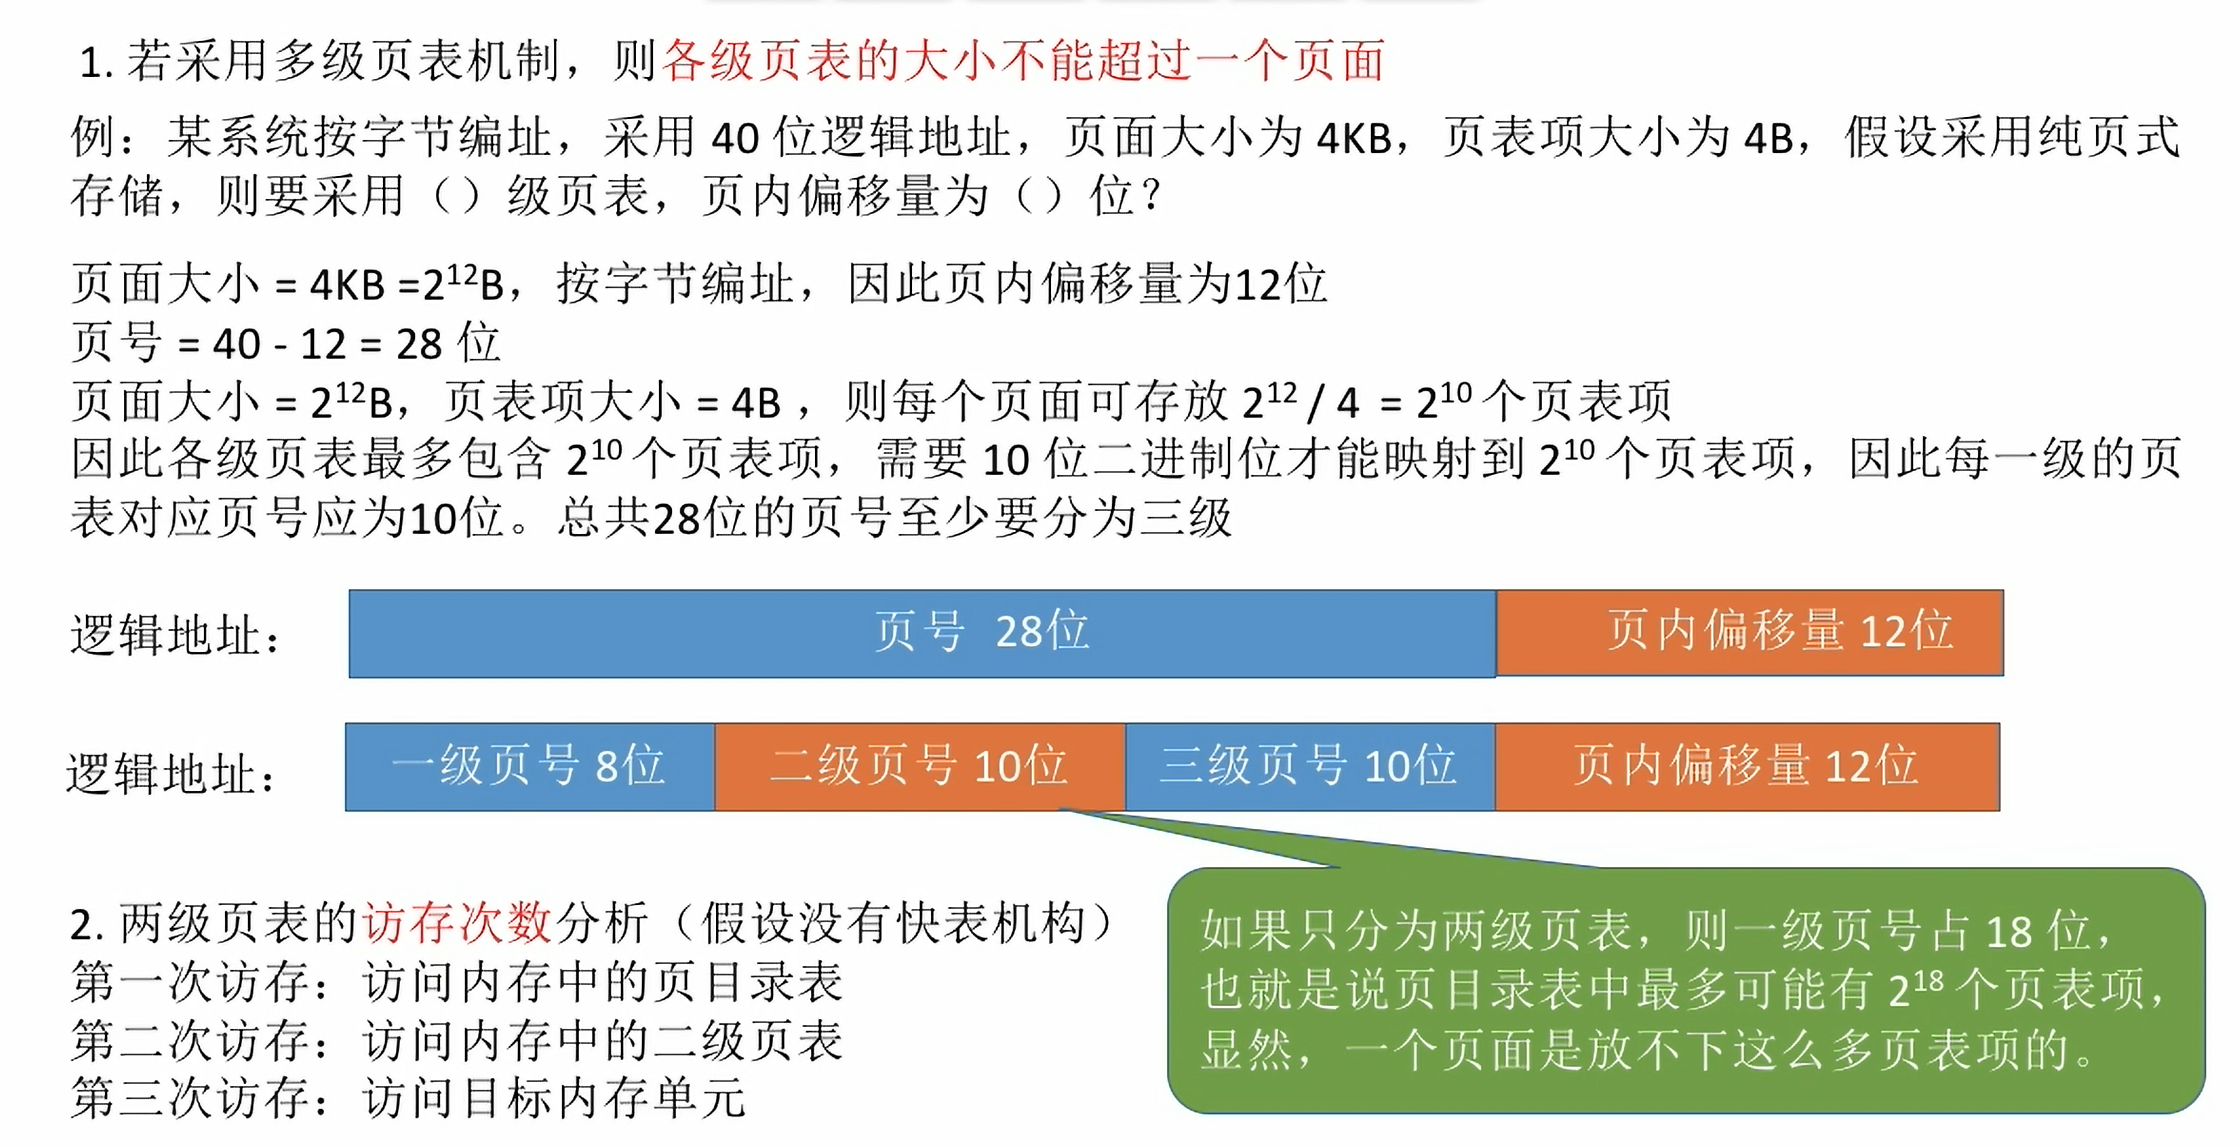 1. 若采用多级页表机制，则各级页表的大小不能超过一个页面
例：某系统按字节编址，采用 40 位逻辑地址，页面大小为 4KB，页表项大小为 4B，假设采用纯页式
存储，则要采用（）级页表，页内偏移量为（）位？
页面大小 = 4KB =2¹²B，按字节编址，因此页内偏移量为12位
页号 = 40 - 12 = 28 位
页面大小 = 2¹²B，页表项大小 = 4B ，则每个页面可存放 2¹² / 4 = 2¹⁰ 个页表项
因此各级页表最多包含 2¹⁰ 个页表项，需要 10 位二进制位才能映射到 2¹⁰ 个页表项，因此每一级的页
表对应页号应为10位。总共28位的页号至少要分为三级
逻辑地址：
页号 28位
页内偏移量 12位
逻辑地址：
一级页号 8位
二级页号 10位
三级页号 10位
页内偏移量 12位
2. 两级页表的访存次数分析（假设没有快表机构）
第一次访存：访问内存中的页目录表
第二次访存：访问内存中的二级页表
第三次访存：访问目标内存单元
如果只分为两级页表，则一级页号占 18 位，
也就是说页目录表中最多可能有 2¹⁸ 个页表项，
显然，一个页面是放不下这么多页表项的。